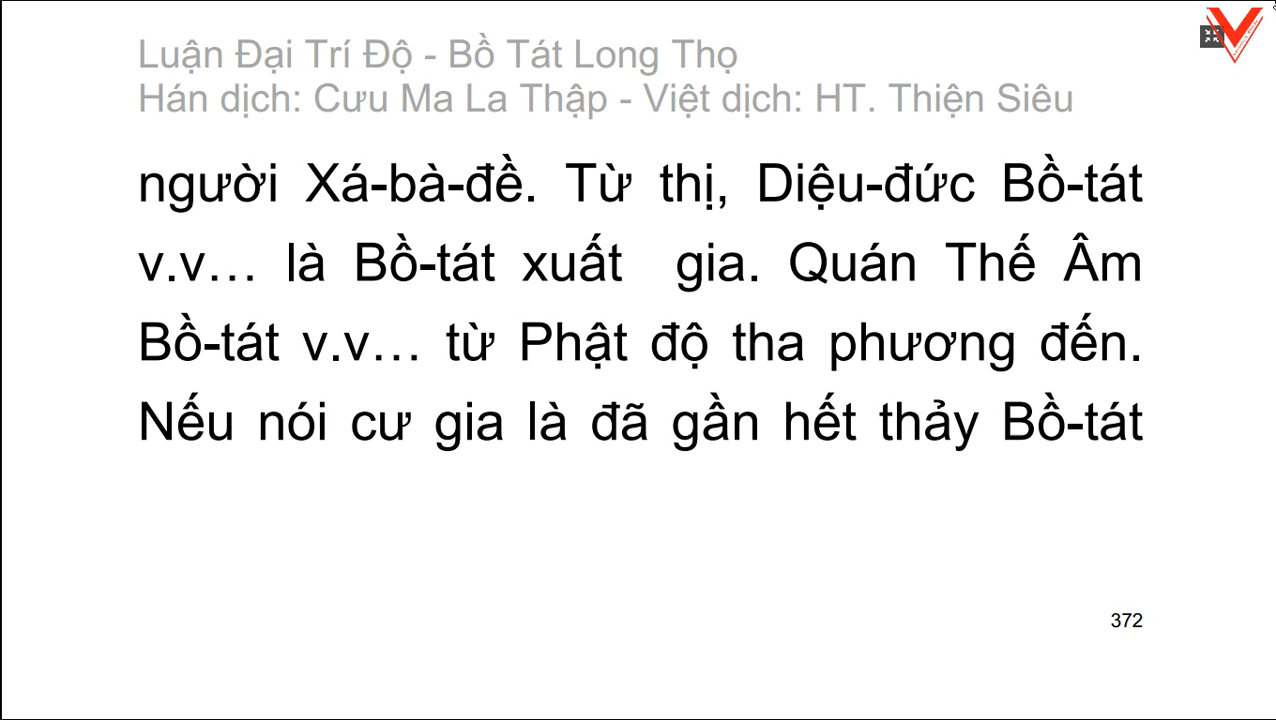 Luận Đại Trí Độ - Bồ Tát Long Thọ
Hán dịch: Cưu Ma La Thập - Việt dịch: HT. Thiện Siêu
người Xá-bà-đề. Từ thị, Diệu-đức Bồ-tát
v.v… là Bồ-tát xuất gia. Quán Thế Âm
Bồ-tát v.v… từ Phật độ tha phương đến.
Nếu nói cư gia là đã gần hết thảy Bồ-tát
372